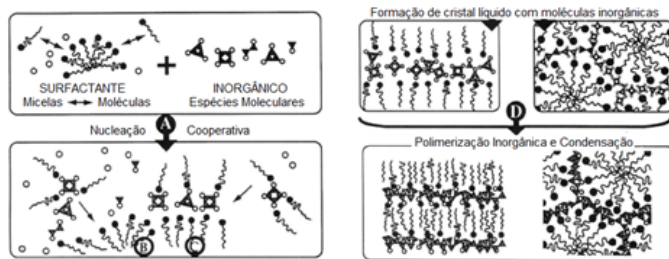 SURFACTANTE
Micelas Moléculas
INORGÂNICO
Espécies Moleculares
Nucleação A Cooperativa
B C
Formação de cristal líquido com moléculas inorgânicas
D
Polimerização Inorgânica e Condensação